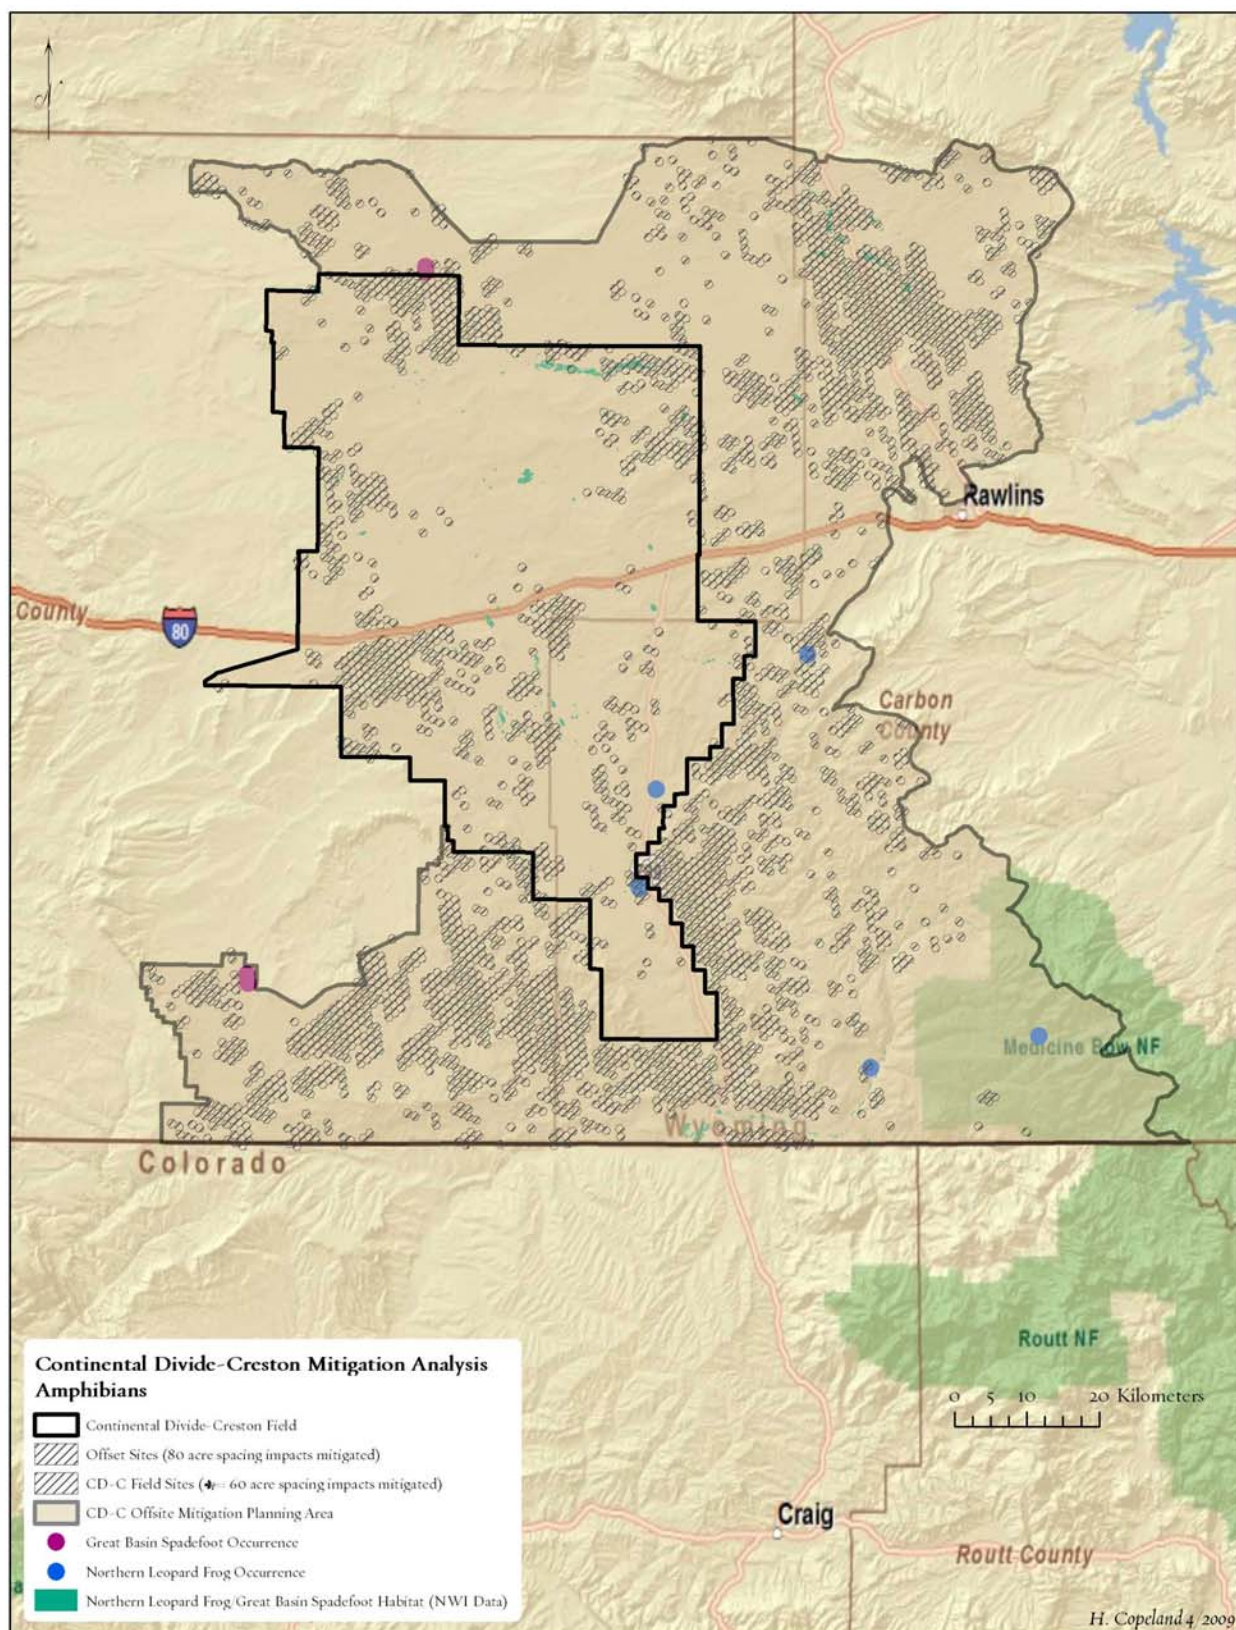 Rawlins
County
80
Carbon
County
Medicine Bow NF
Wyoming
Colorado
Routt NF
0 5 10 20 Kilometers
Craig
Routt County
Continental Divide-Creston Mitigation Analysis
Amphibians
Continental Divide-Creston Field
Offset Sites (80 acre spacing impacts mitigated)
CD-C Field Sites (= 60 acre spacing impacts mitigated)
CD-C Offsite Mitigation Planning Area
Great Basin Spadefoot Occurrence
Northern Leopard Frog Occurrence
Northern Leopard Frog/Great Basin Spadefoot Habitat (NWI Data)
H. Copeland 4/2009